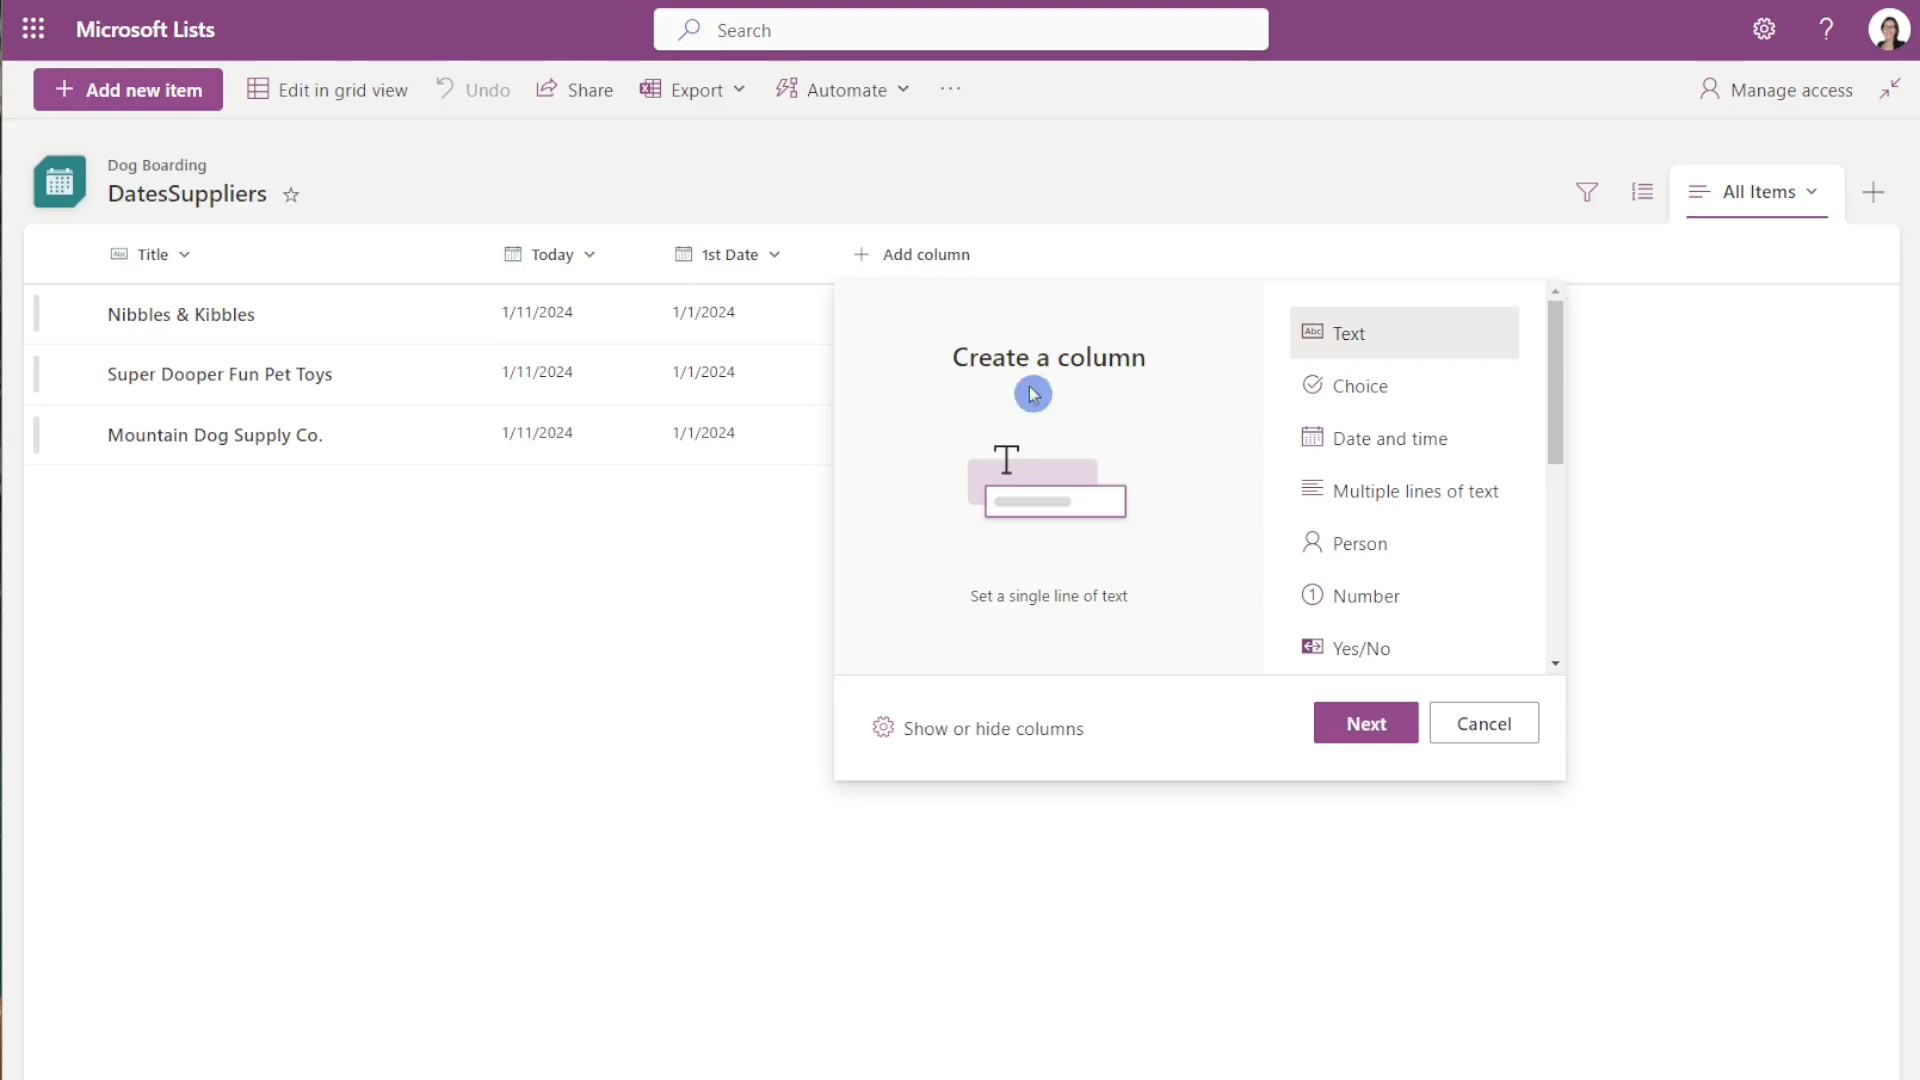 Microsoft Lists
Search
Add new item
Edit in grid view
Undo
Share
Export
Automate
Manage access
Dog Boarding
DatesSuppliers
All Items
Abc Title
Today
1st Date
Add column
Nibbles & Kibbles 1/11/2024 1/1/2024
Super Dooper Fun Pet Toys 1/11/2024 1/1/2024
Mountain Dog Supply Co. 1/11/2024 1/1/2024
Create a column
T
Set a single line of text
Abc Text
Choice
Date and time
Multiple lines of text
Person
1 Number
Yes/No
Show or hide columns
Next
Cancel